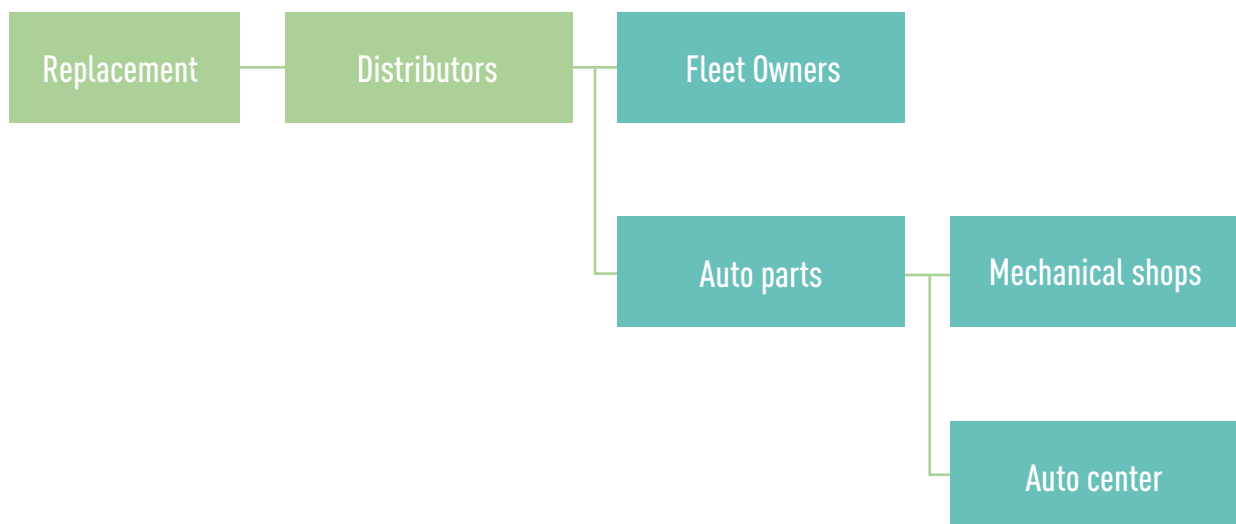 Replacement
Distributors
Fleet Owners
Auto parts
Mechanical shops
Auto center